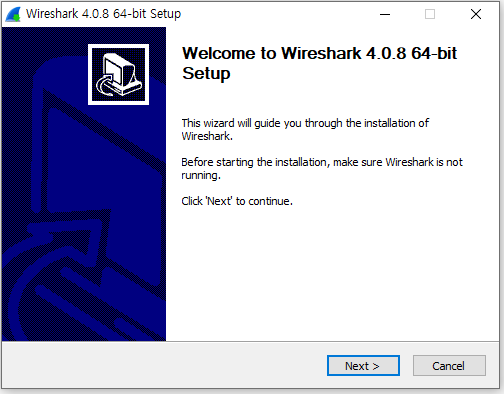 Wireshark 4.0.8 64-bit Setup
Welcome to Wireshark 4.0.8 64-bit
Setup
This wizard will guide you through the installation of
Wireshark.
Before starting the installation, make sure Wireshark is not
running.
Click 'Next' to continue.
Next >
Cancel